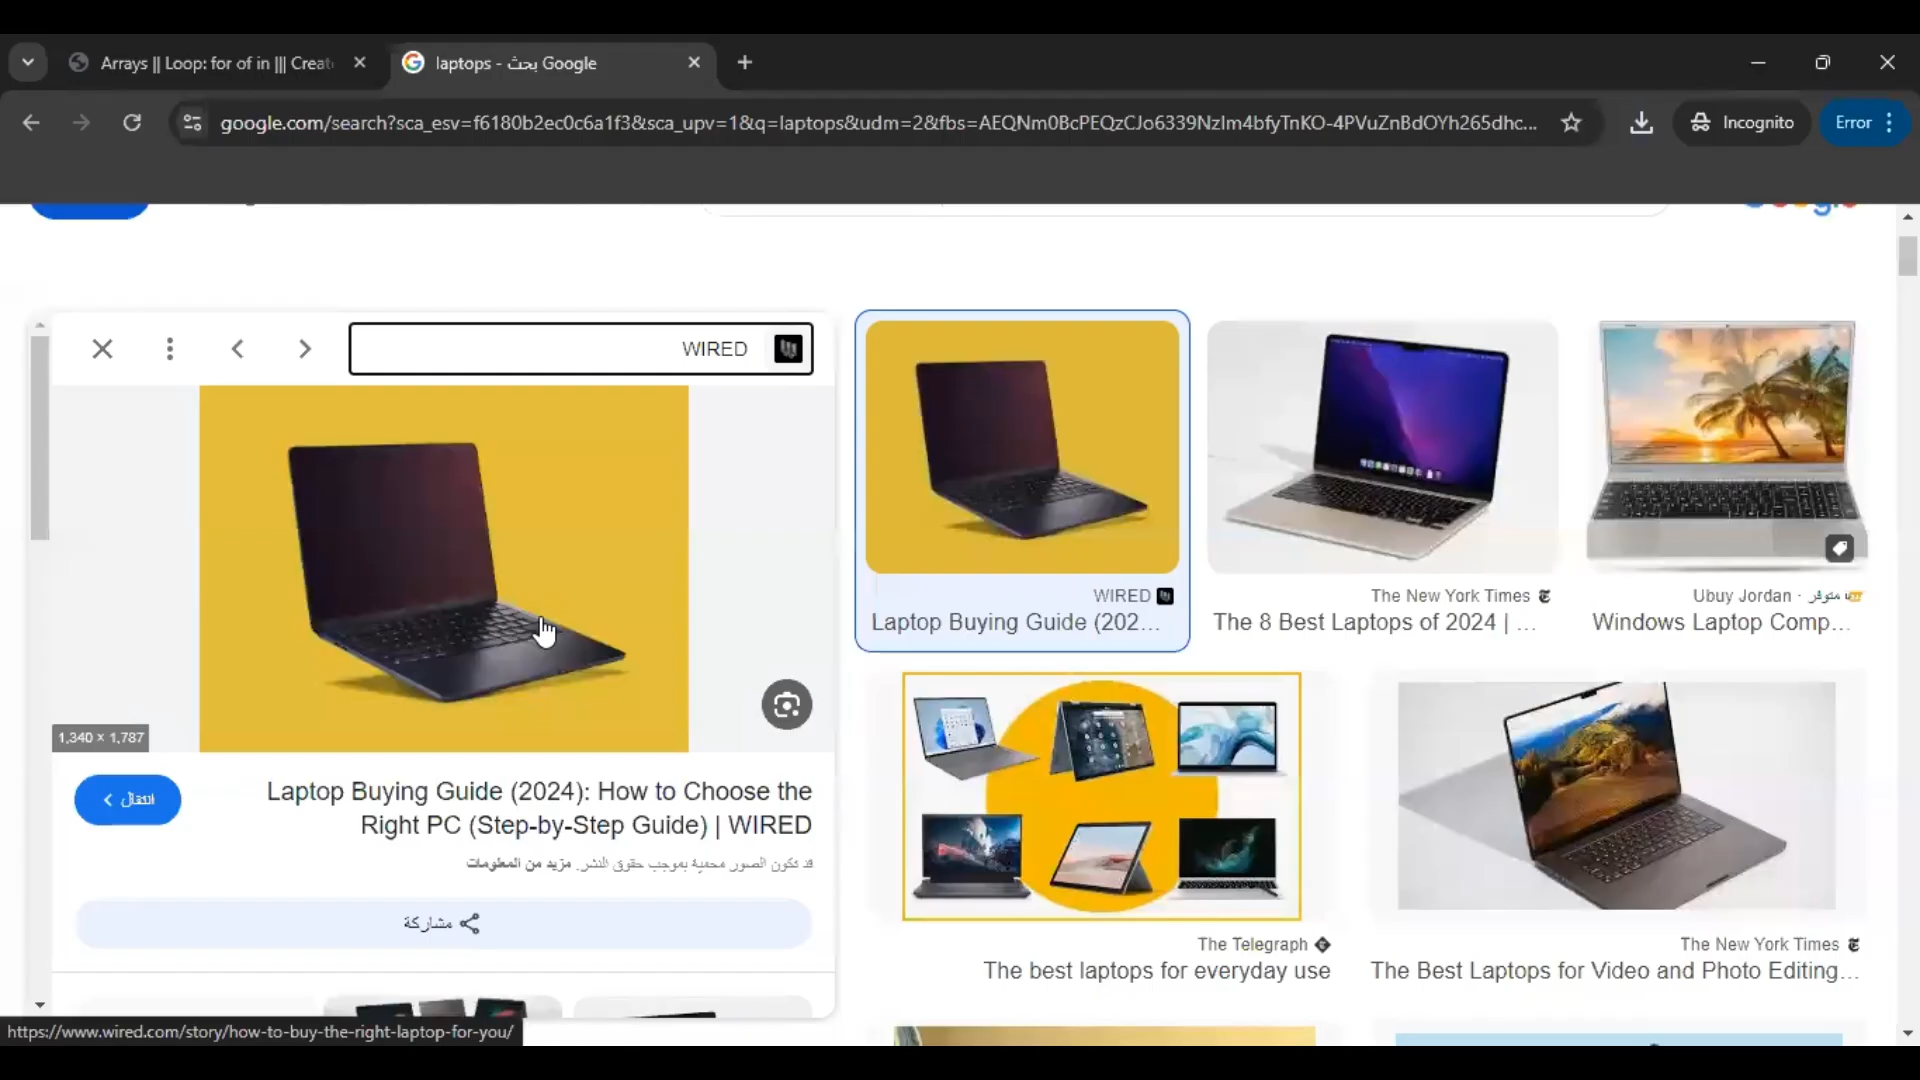 Arrays || Loop: for of in ||| Creat
laptops - بحث Google
google.com/search?sca_esv=f6180b2ec0c6a1f3&sca_upv=1&q=laptops&udm=2&fbs=AEQNm0BcPEQzCJo6339NzIm4bfyTnKO-4PVuZnBdOYh265dhc...
Incognito
Error
WIRED
1,340 × 1,787
انتقال
Laptop Buying Guide (2024): How to Choose the
Right PC (Step-by-Step Guide) | WIRED
قد تكون الصور محمية بموجب حقوق النشر. مزيد من المعلومات
مشاركة
WIRED
Laptop Buying Guide (202...
The New York Times
The 8 Best Laptops of 2024 | ...
Ubuy Jordan · متوفر
Windows Laptop Comp...
The Telegraph
The best laptops for everyday use
The New York Times
The Best Laptops for Video and Photo Editing...
https://www.wired.com/story/how-to-buy-the-right-laptop-for-you/